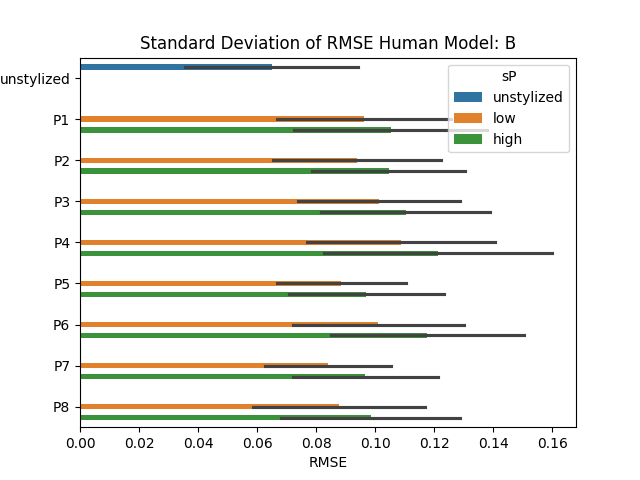 Standard Deviation of RMSE Human Model: B
sP
unstylized
low
high
unstylized
P1
P2
P3
P4
P5
P6
P7
P8
0.00 0.02 0.04 0.06 0.08 0.10 0.12 0.14 0.16
RMSE